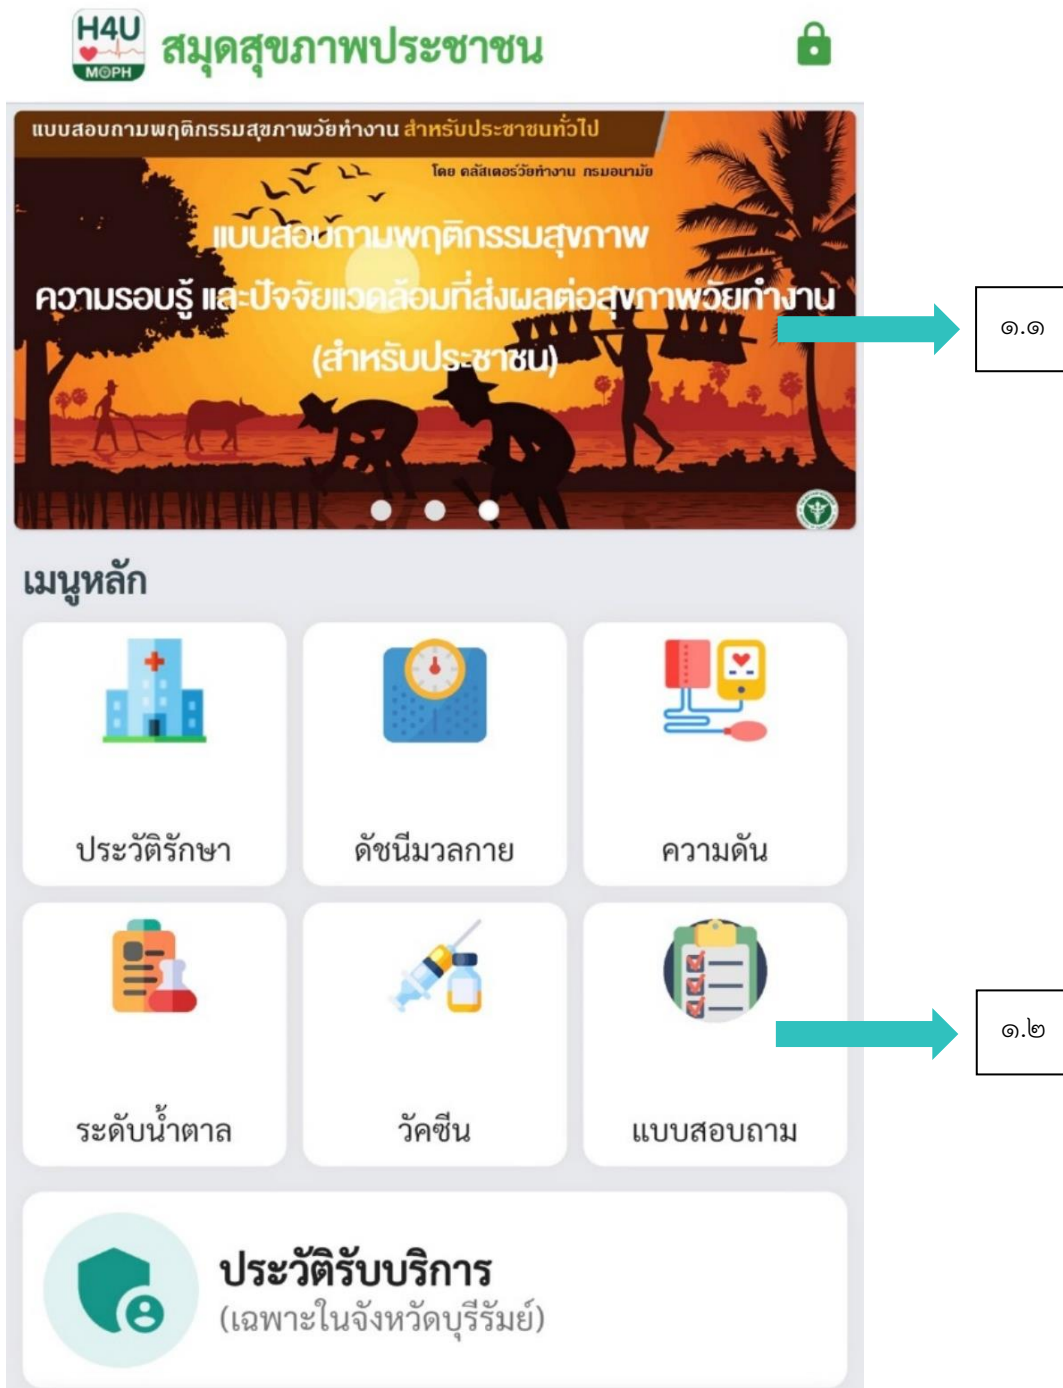 H4U
MOPH
สมุดสุขภาพประชาชน
แบบสอบถามพฤติกรรมสุขภาพวัยทำงาน สำหรับประชาชนทั่วไป
โดย คลัสเตอร์วัยทำงาน กรมอนามัย
แบบสอบถามพฤติกรรมสุขภาพ
ความรอบรู้ และปัจจัยแวดล้อมที่ส่งผลต่อสุขภาพวัยทำงาน
(สำหรับประชาชน)
๑.๑
เมนูหลัก
ประวัติรักษา
ดัชนีมวลกาย
ความดัน
๑.๒
ระดับน้ำตาล
วัคซีน
แบบสอบถาม
ประวัติรับบริการ
(เฉพาะในจังหวัดบุรีรัมย์)